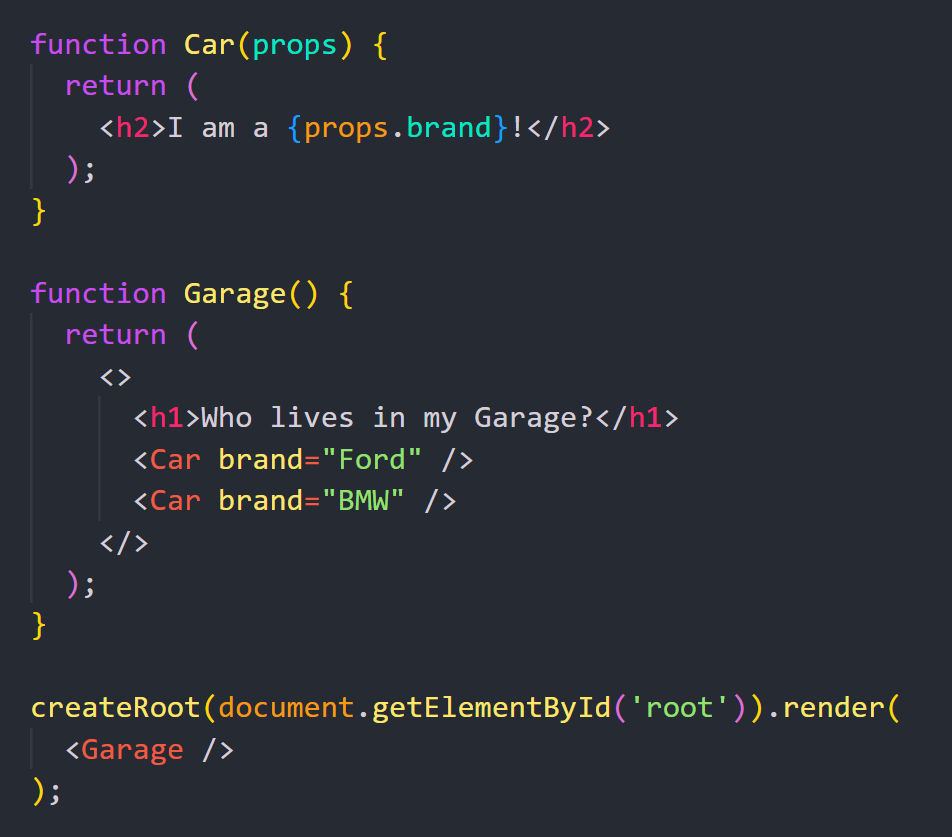 function Car(props) {
  return (
    <h2>I am a {props.brand}!</h2>
  );
}

function Garage() {
  return (
    <>
      <h1>Who lives in my Garage?</h1>
      <Car brand="Ford" />
      <Car brand="BMW" />
    </>
  );
}

createRoot(document.getElementById('root')).render(
  <Garage />
);